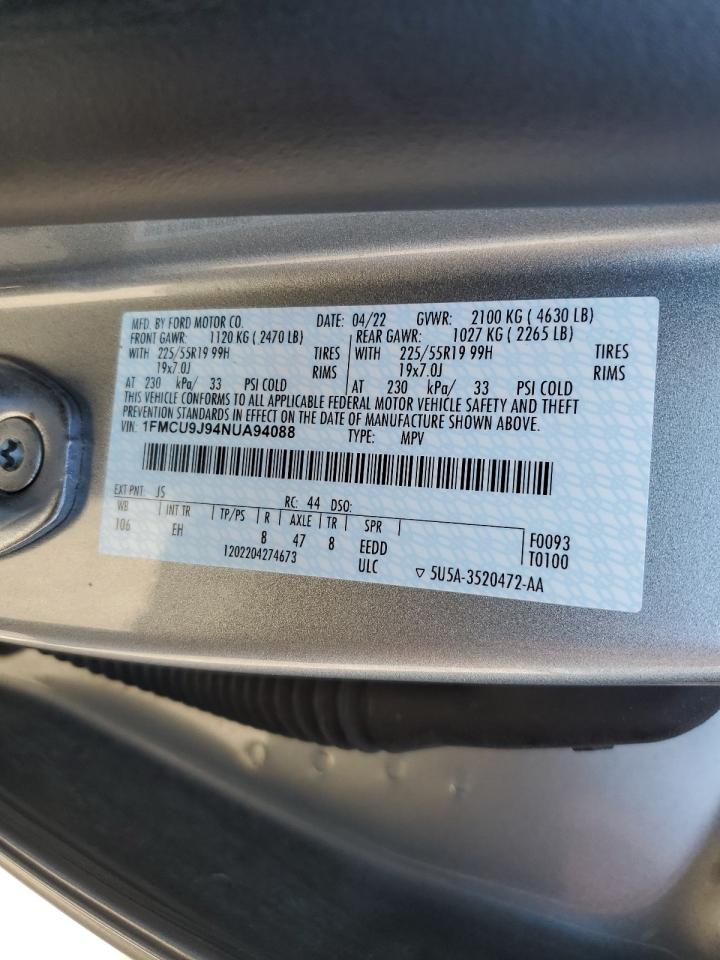 MFD. BY FORD MOTOR CO. DATE: 04/22 GVWR: 2100 KG ( 4630 LB)
FRONT GAWR: 1120 KG ( 2470 LB) REAR GAWR: 1027 KG ( 2265 LB)
WITH 225/55R19 99H TIRES WITH 225/55R19 99H TIRES
19x7.0J RIMS 19x7.0J RIMS
AT 230 kPa/ 33 PSI COLD AT 230 kPa/ 33 PSI COLD
THIS VEHICLE CONFORMS TO ALL APPLICABLE FEDERAL MOTOR VEHICLE SAFETY AND THEFT
PREVENTION STANDARDS IN EFFECT ON THE DATE OF MANUFACTURE SHOWN ABOVE.
VIN: 1FMCU9J94NUA94088 TYPE: MPV
EXT PNT: JS RC: 44 DSO:
WB INT TR TP/PS R AXLE TR SPR
106 EH 8 47 8 EEDD F0093
1202204274673 ULC T0100
▽ 5U5A-3520472-AA